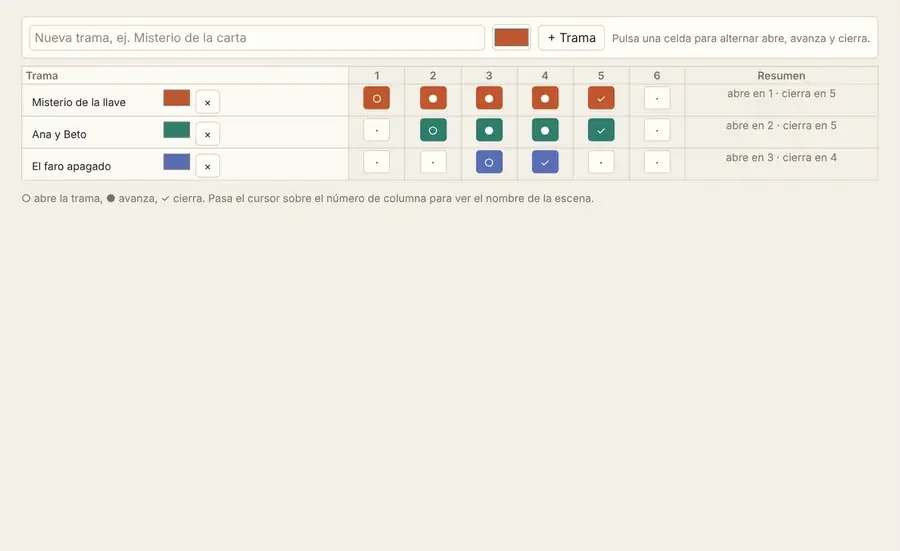 Nueva trama, ej. Misterio de la carta
+ Trama
Pulsa una celda para alternar abre, avanza y cierra.
Trama 1 2 3 4 5 6 Resumen
Misterio de la llave × ○ ● ● ● ✓ · abre en 1 · cierra en 5
Ana y Beto × · ○ ● ● ✓ · abre en 2 · cierra en 5
El faro apagado × · · ○ ✓ · · abre en 3 · cierra en 4
○ abre la trama, ● avanza, ✓ cierra. Pasa el cursor sobre el número de columna para ver el nombre de la escena.